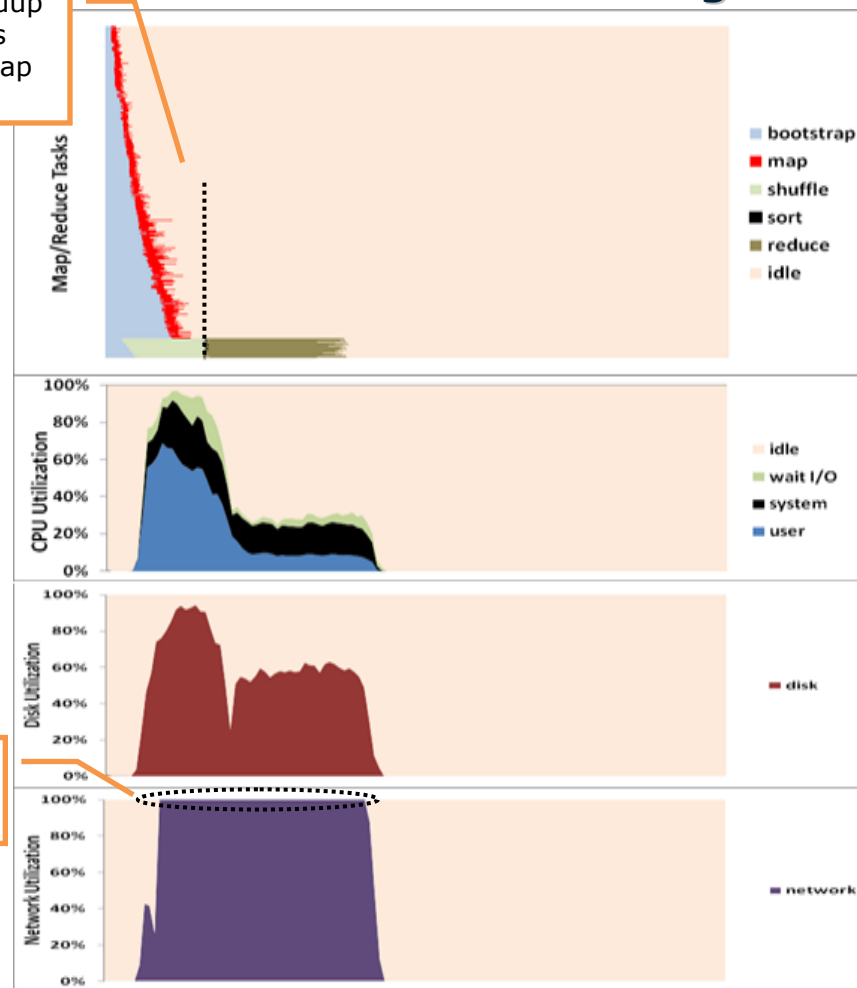 ap
Map/Reduce Tasks
bootstrap
map
shuffle
sort
reduce
idle
CPU Utilization
100%
80%
60%
40%
20%
0%
idle
wait I/O
system
user
Disk Utilization
100%
80%
60%
40%
20%
0%
disk
Network Utilization
100%
80%
60%
40%
20%
0%
network